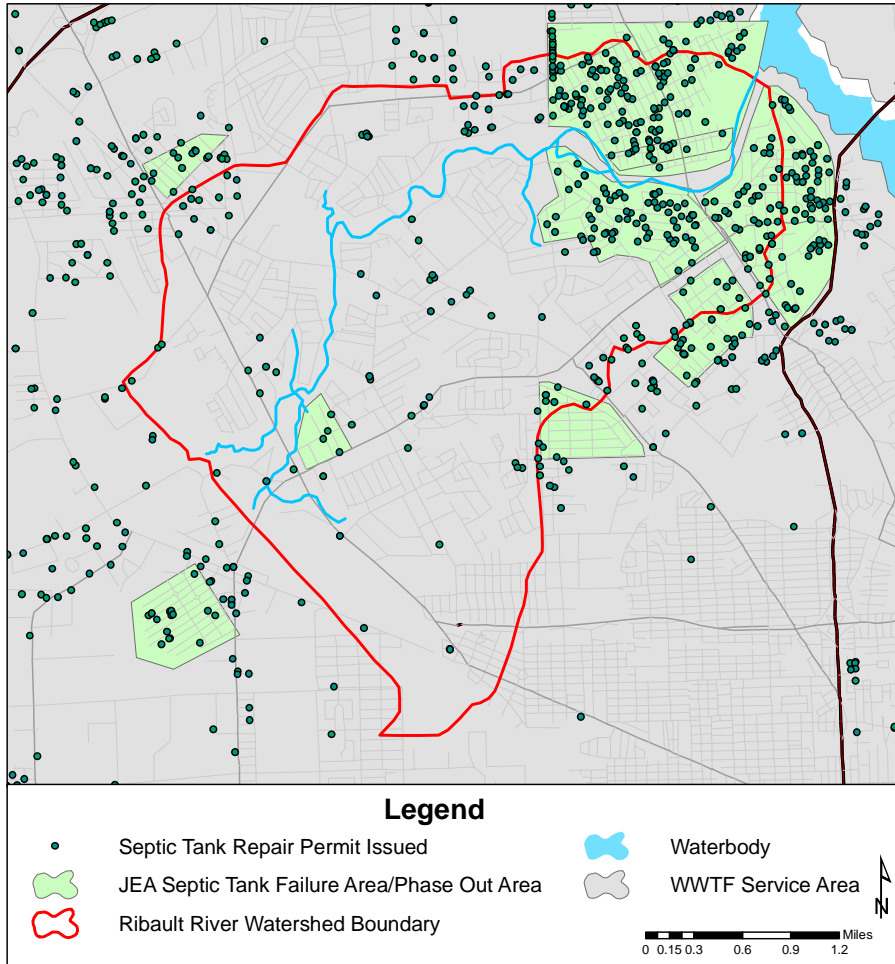 Legend
Septic Tank Repair Permit Issued
JEA Septic Tank Failure Area/Phase Out Area
Ribault River Watershed Boundary
Waterbody
WWTF Service Area
N
Miles
0 0.15 0.3 0.6 0.9 1.2